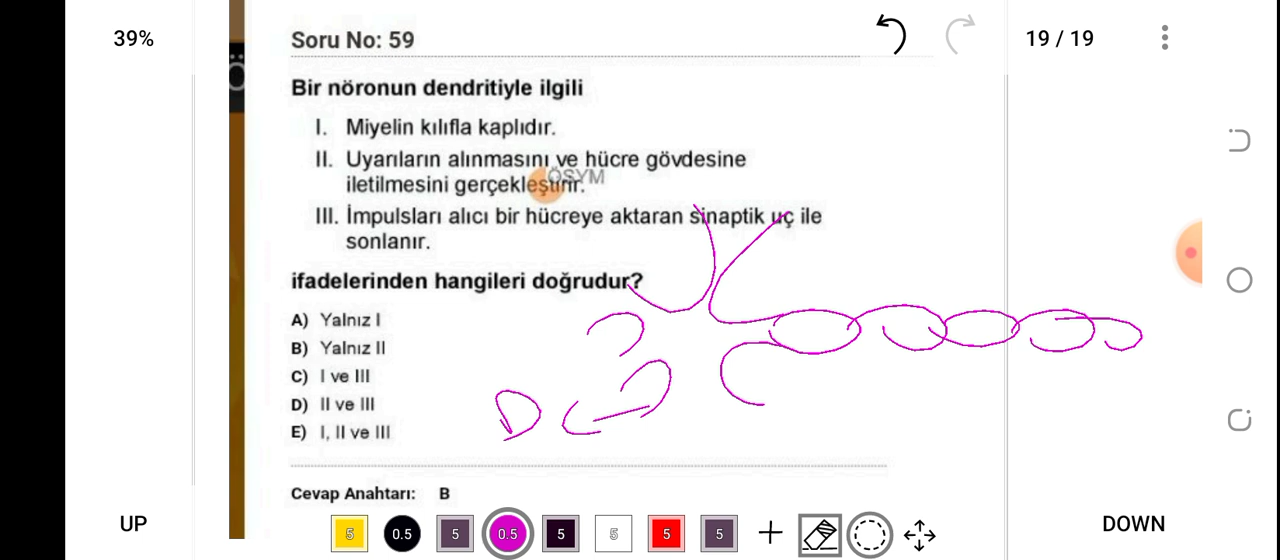 39%
Soru No: 59
19 / 19
Ö
Bir nöronun dendritiyle ilgili
I. Miyelin kılıfla kaplıdır.
II. Uyarıların alınmasını ve hücre gövdesine
iletilmesini gerçekleştirir.
ÖSYM
III. İmpulsları alıcı bir hücreye aktaran sinaptik uç ile
sonlanır.
ifadelerinden hangileri doğrudur?
A) Yalnız I
B) Yalnız II
C) I ve III
D) II ve III
E) I, II ve III
D
Cevap Anahtarı: B
UP
5
0.5
5
0.5
5
5
5
5
DOWN